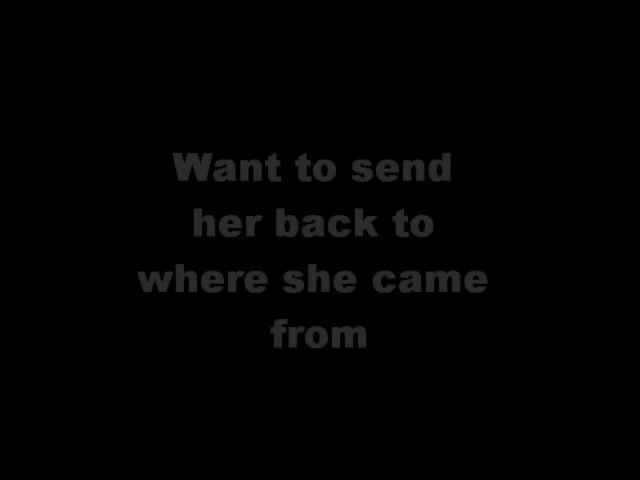 Want to send
her back to
where she came
from